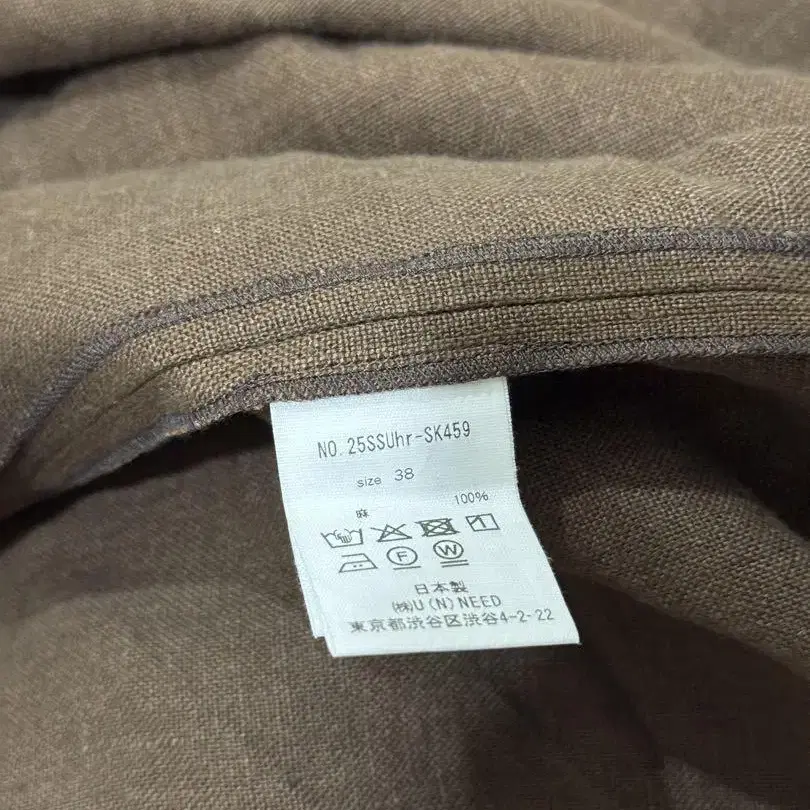 NO. 25SSUhr-SK459
size 38
麻 100%
F W
日本製
㈱U(N)NEED
東京都渋谷区渋谷4-2-22